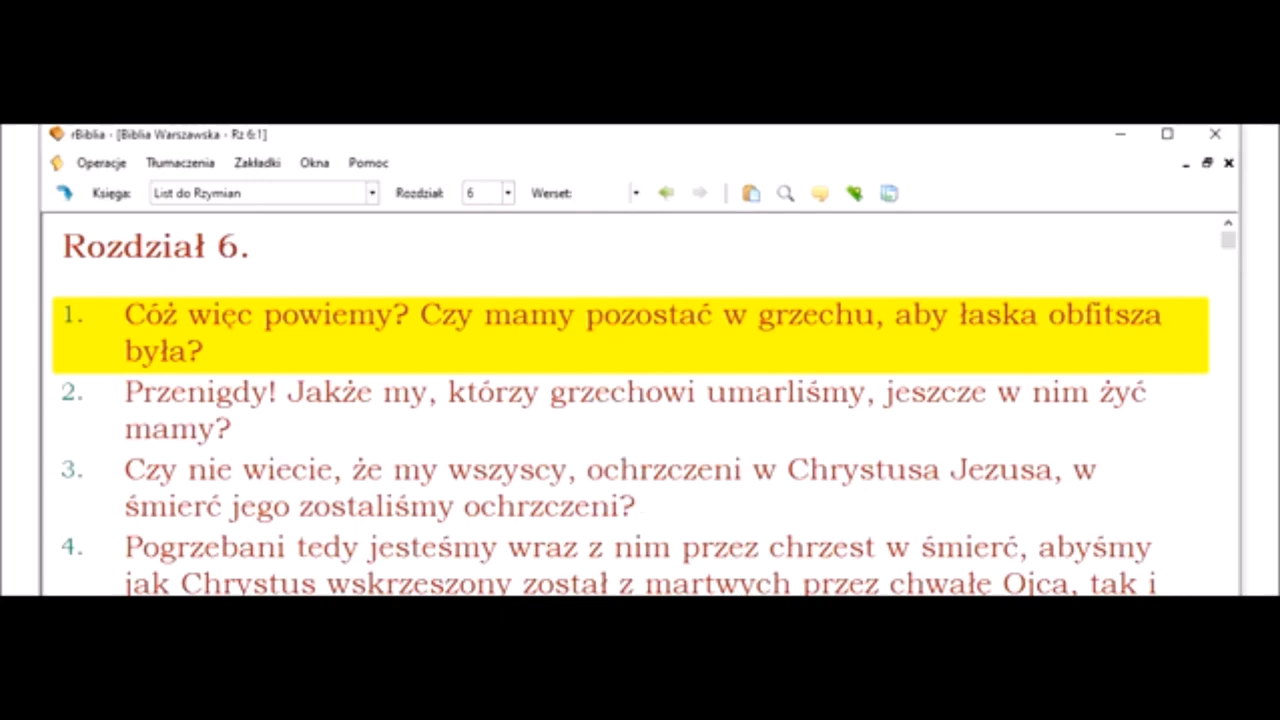 rBiblia - [Biblia Warszawska - Rz 6:1]
Operacje Tłumaczenia Zakładki Okna Pomoc
Księga: List do Rzymian Rozdział: 6 Werset:
Rozdział 6.
1. Cóż więc powiemy? Czy mamy pozostać w grzechu, aby łaska obfitsza
była?
2. Przenigdy! Jakże my, którzy grzechowi umarliśmy, jeszcze w nim żyć
mamy?
3. Czy nie wiecie, że my wszyscy, ochrzczeni w Chrystusa Jezusa, w
śmierć jego zostaliśmy ochrzczeni?
4. Pogrzebani tedy jesteśmy wraz z nim przez chrzest w śmierć, abyśmy
jak Chrystus wskrzeszony został z martwych przez chwałę Ojca, tak i